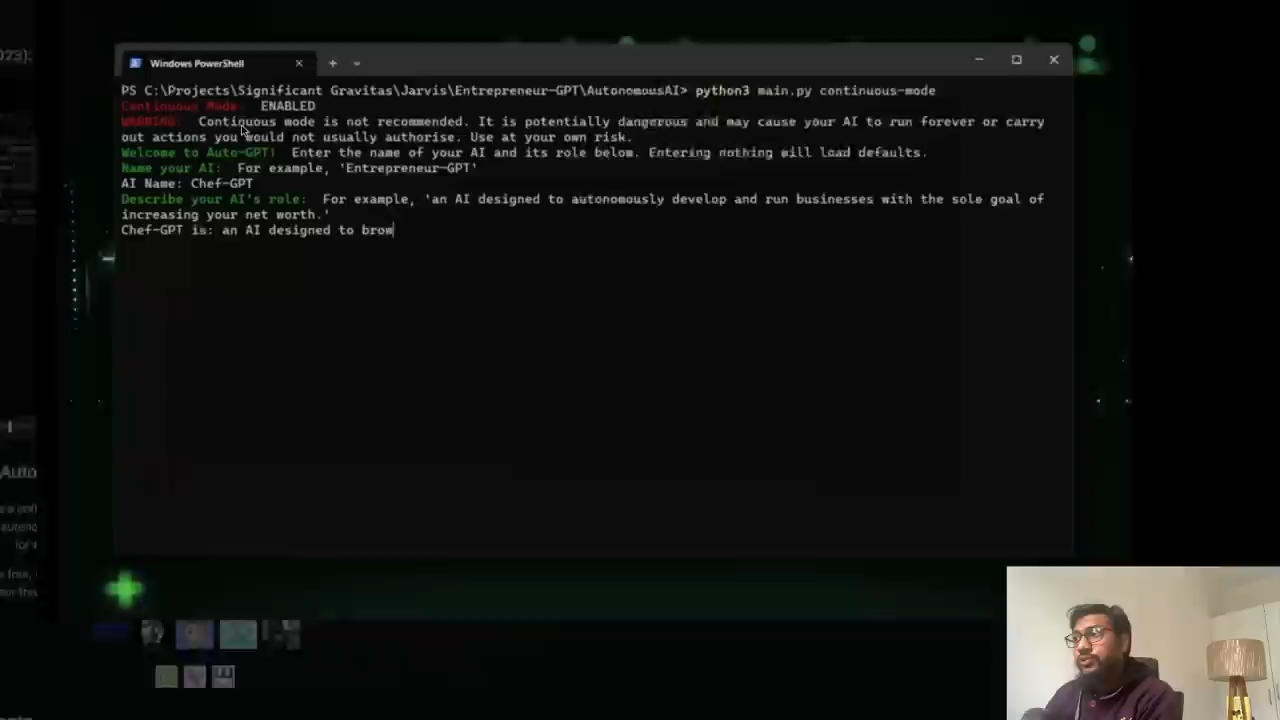 023):
Windows PowerShell
PS C:\Projects\Significant Gravitas\Jarvis\Entrepreneur-GPT\AutonomousAI> python3 main.py continuous-mode
Continuous Mode: ENABLED
WARNING: Continuous mode is not recommended. It is potentially dangerous and may cause your AI to run forever or carry
out actions you would not usually authorise. Use at your own risk.
Welcome to Auto-GPT! Enter the name of your AI and its role below. Entering nothing will load defaults.
Name your AI: For example, 'Entrepreneur-GPT'
AI Name: Chef-GPT
Describe your AI's role: For example, 'an AI designed to autonomously develop and run businesses with the sole goal of
increasing your net worth.'
Chef-GPT is: an AI designed to brow
Auto